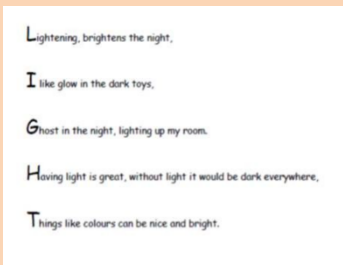 Lightening, brightens the night,
I like glow in the dark toys,
Ghost in the night, lighting up my room.
Having light is great, without light it would be dark everywhere,
Things like colours can be nice and bright.